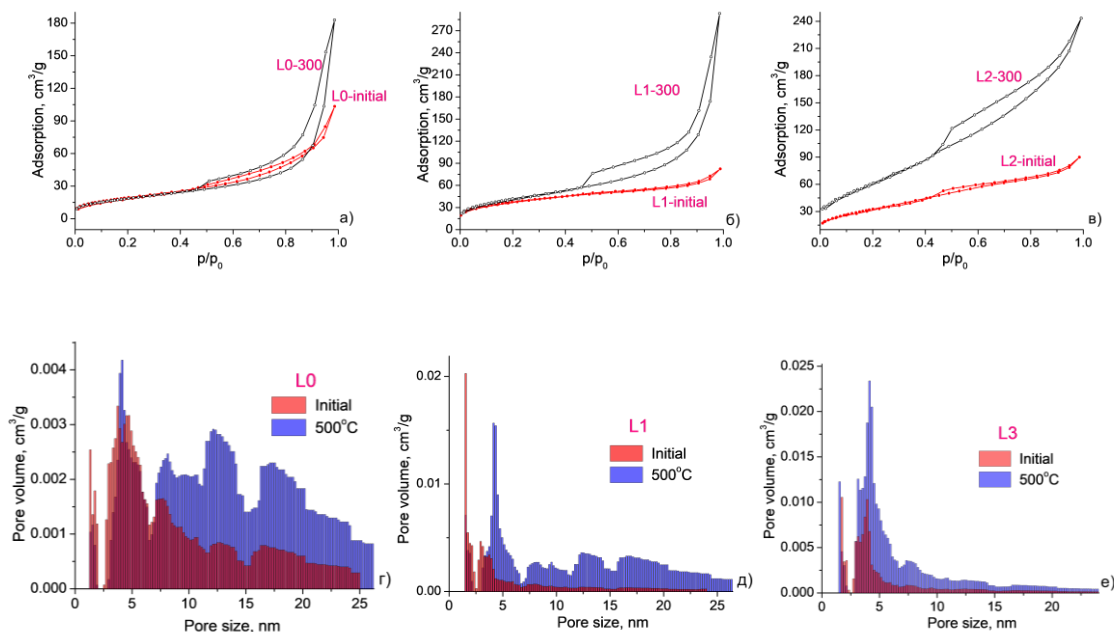 180
150
120
90
60
30
0
0.0 0.2 0.4 0.6 0.8 1.0
Adsorption, cm³/g
p/p₀
L0-300
L0-initial
а)
270
240
210
180
150
120
90
60
30
0
0.0 0.2 0.4 0.6 0.8 1.0
Adsorption, cm³/g
p/p₀
L1-300
L1-initial
б)
240
210
180
150
120
90
60
30
0.0 0.2 0.4 0.6 0.8 1.0
Adsorption, cm³/g
p/p₀
L2-300
L2-initial
в)
0.004
0.003
0.002
0.001
0.000
0 5 10 15 20 25
Pore volume, cm³/g
Pore size, nm
L0
Initial
500°C
г)
0.02
0.01
0.00
0 5 10 15 20 25
Pore volume, cm³/g
Pore size, nm
L1
Initial
500°C
д)
0.025
0.020
0.015
0.010
0.005
0.000
0 5 10 15 20
Pore volume, cm³/g
Pore size, nm
L3
Initial
500°C
е)